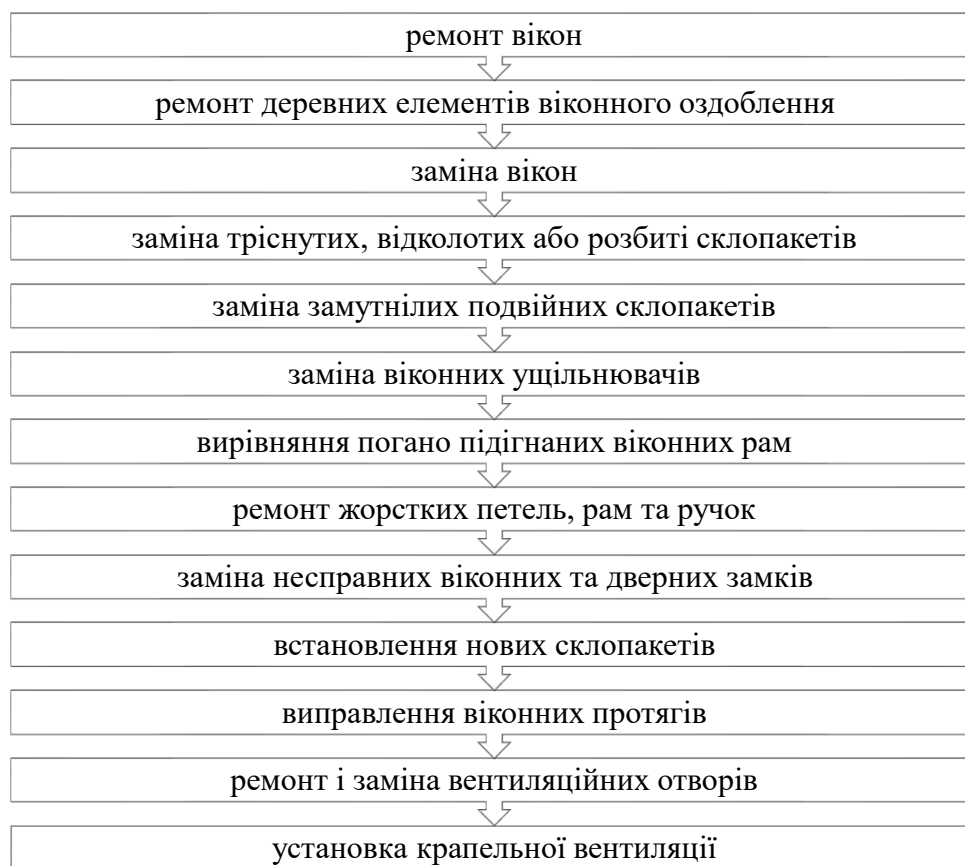 ремонт вікон
ремонт деревних елементів віконного оздоблення
заміна вікон
заміна тріснутих, відколотих або розбиті склопакетів
заміна замутнілих подвійних склопакетів
заміна віконних ущільнювачів
вирівняння погано підігнаних віконних рам
ремонт жорстких петель, рам та ручок
заміна несправних віконних та дверних замків
встановлення нових склопакетів
виправлення віконних протягів
ремонт і заміна вентиляційних отворів
установка крапельної вентиляції